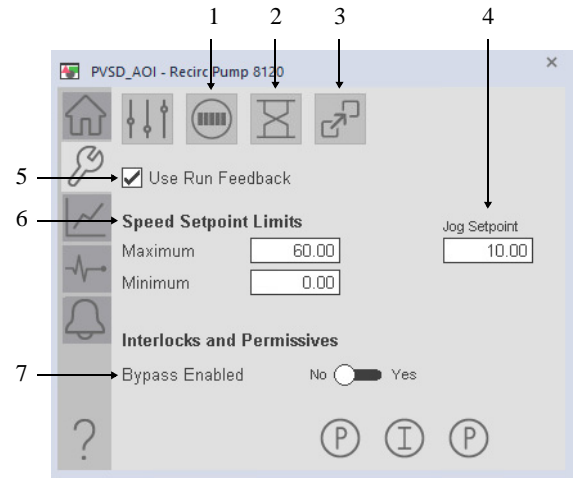 1 2 3 4
PVSD_AOI - Recirc Pump 8120
5 Use Run Feedback
6 Speed Setpoint Limits
Jog Setpoint
Maximum 60.00 10.00
Minimum 0.00
Interlocks and Permissives
7 Bypass Enabled No Yes
? P I P